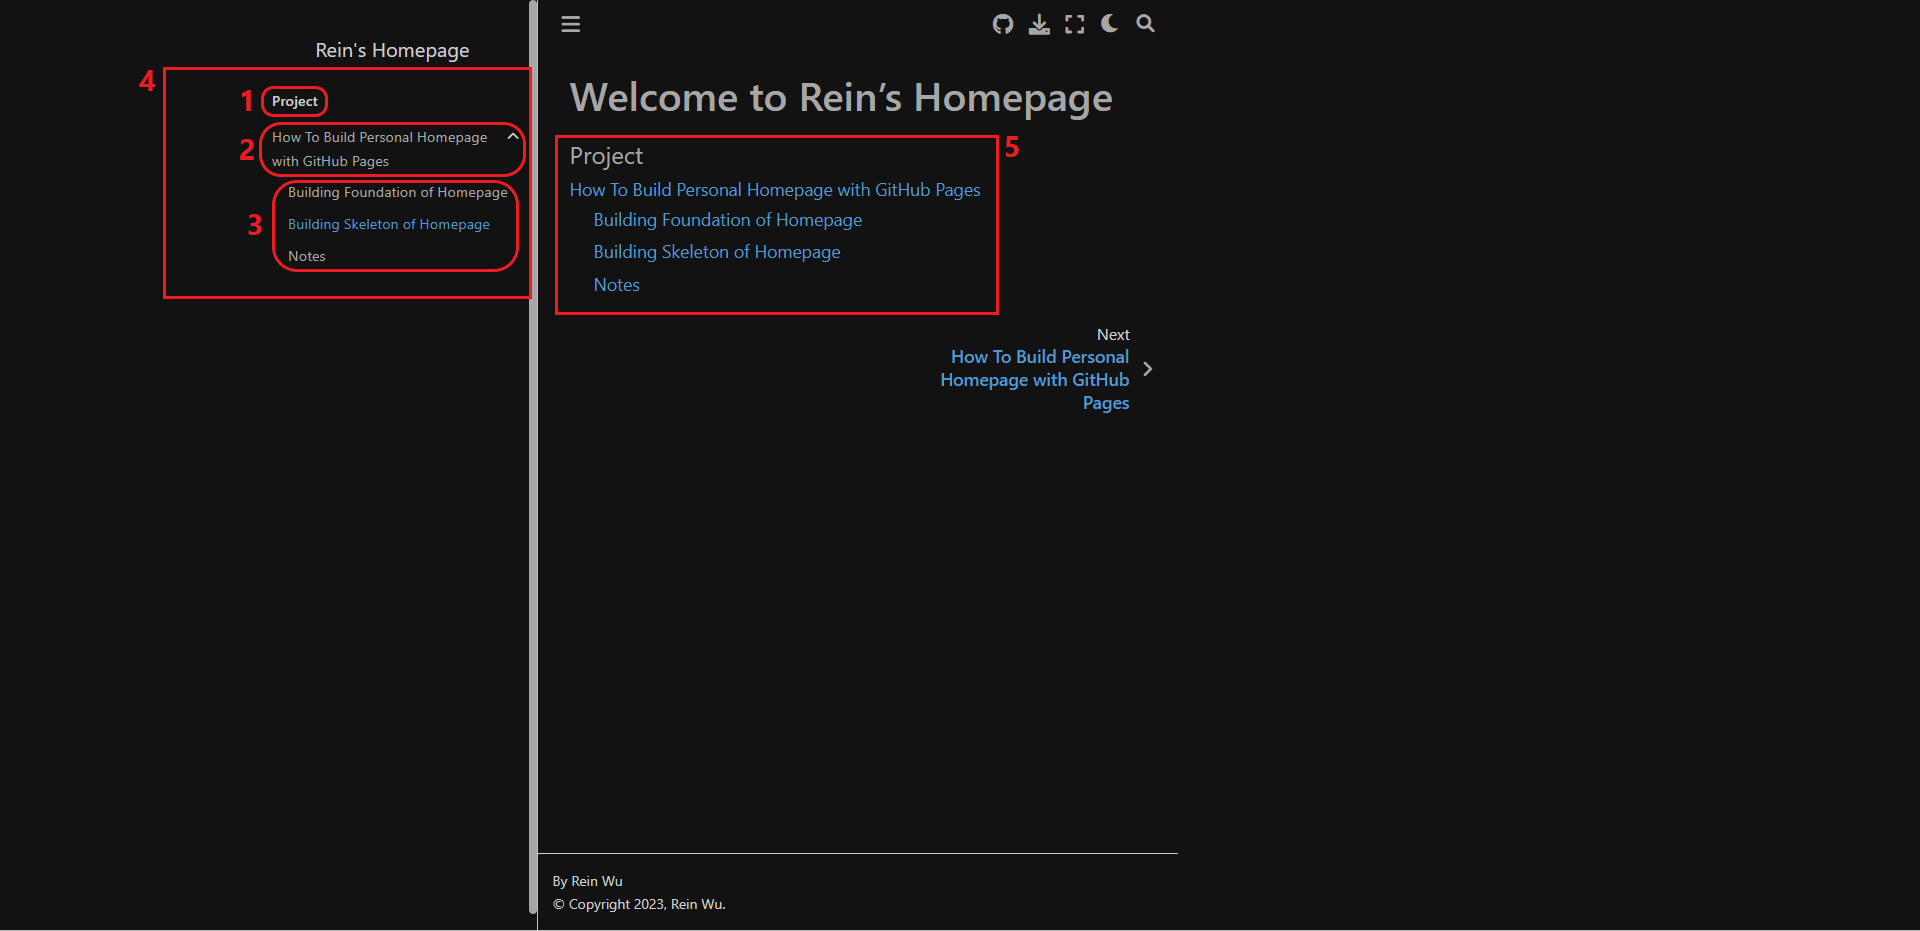 Rein's Homepage
4
1 Project
2 How To Build Personal Homepage
with GitHub Pages
Building Foundation of Homepage
3 Building Skeleton of Homepage
Notes
Welcome to Rein’s Homepage
5
Project
How To Build Personal Homepage with GitHub Pages
Building Foundation of Homepage
Building Skeleton of Homepage
Notes
Next
How To Build Personal
Homepage with GitHub
Pages
By Rein Wu
© Copyright 2023, Rein Wu.